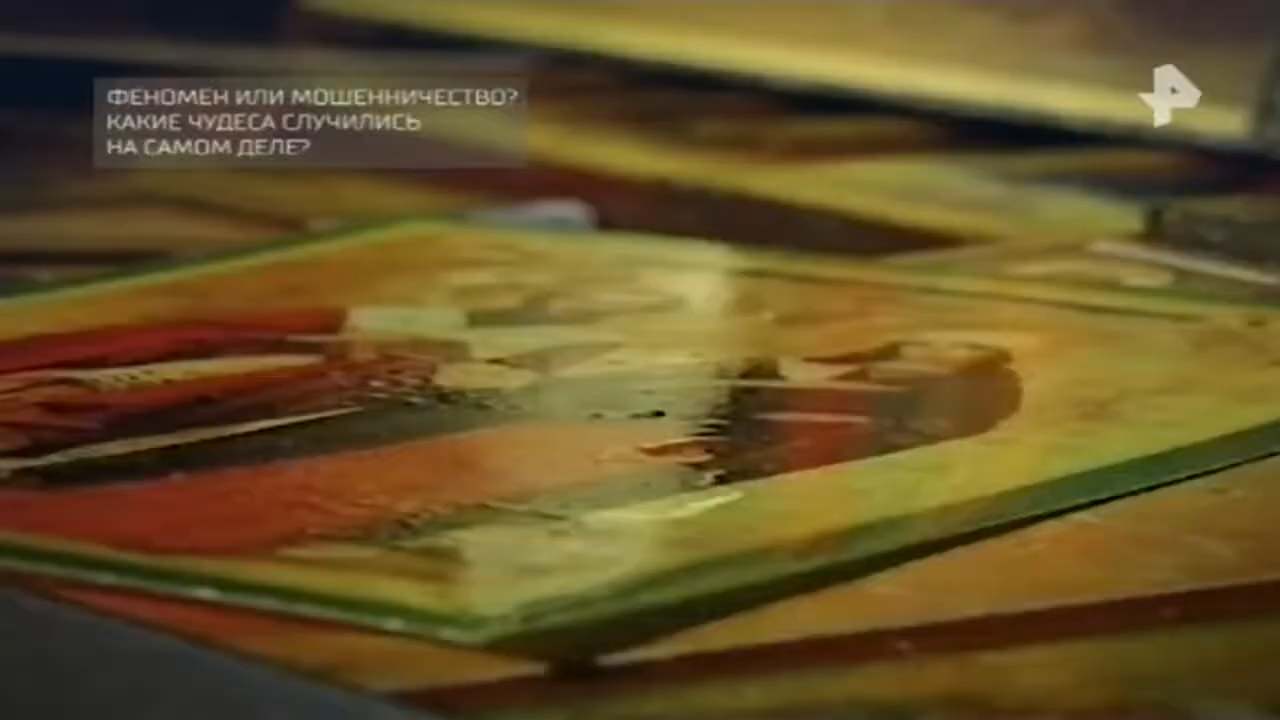 ФЕНОМЕН ИЛИ МОШЕННИЧЕСТВО?
КАКИЕ ЧУДЕСА СЛУЧИЛИСЬ
НА САМОМ ДЕЛЕ?